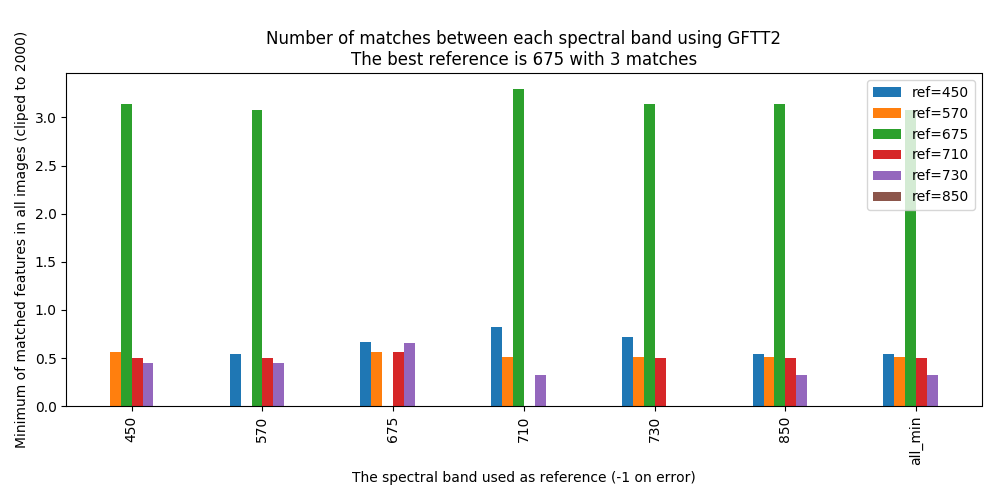 Number of matches between each spectral band using GFTT2
The best reference is 675 with 3 matches
Minimum of matched features in all images (cliped to 2000)
3.0
2.5
2.0
1.5
1.0
0.5
0.0
ref=450
ref=570
ref=675
ref=710
ref=730
ref=850
450
570
675
710
730
850
all_min
The spectral band used as reference (-1 on error)